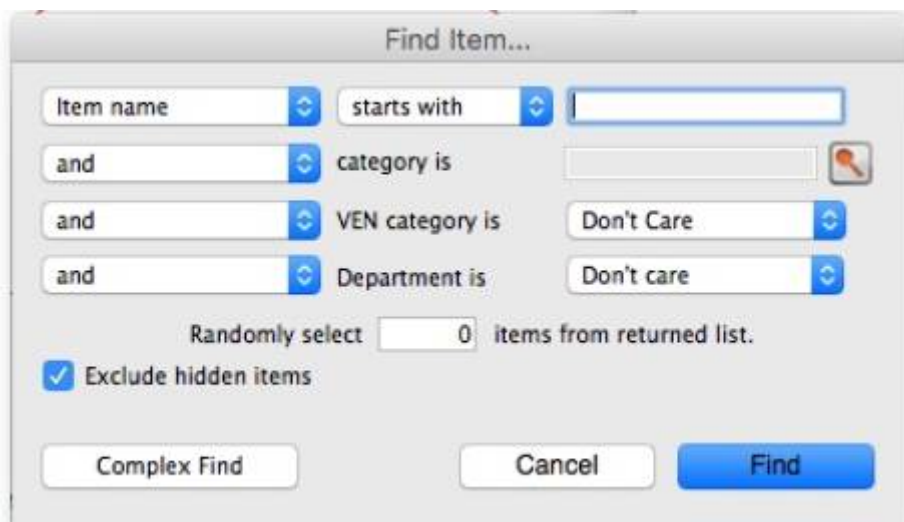 Find Item...
Item name starts with
and category is
and VEN category is Don't Care
and Department is Don't care
Randomly select 0 items from returned list.
Exclude hidden items
Complex Find Cancel Find